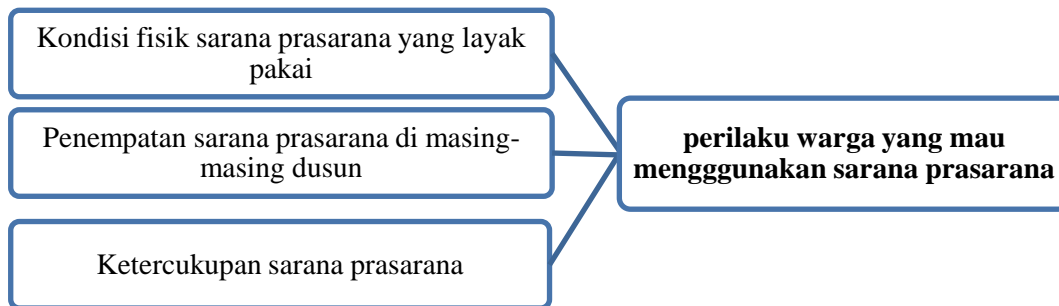 Kondisi fisik sarana prasarana yang layak
pakai
Penempatan sarana prasarana di masing-
masing dusun
Ketercukupan sarana prasarana
perilaku warga yang mau
mengggunakan sarana prasarana